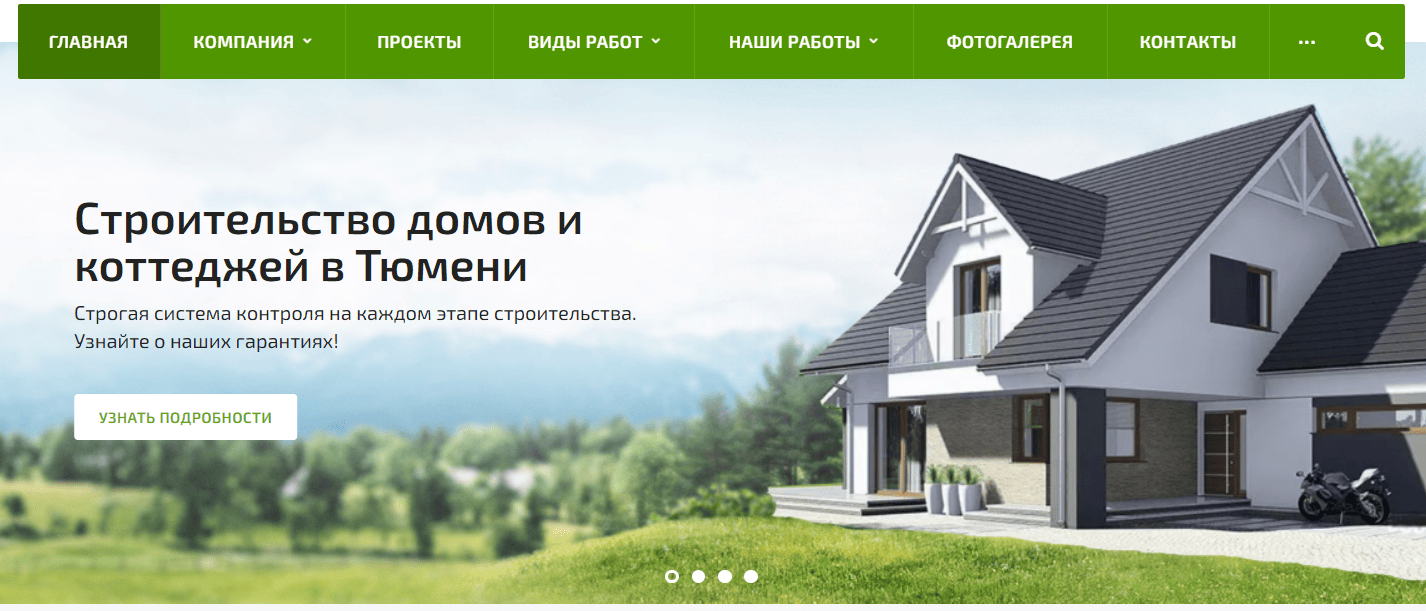 ГЛАВНАЯ КОМПАНИЯ ПРОЕКТЫ ВИДЫ РАБОТ НАШИ РАБОТЫ ФОТОГАЛЕРЕЯ КОНТАКТЫ ...
Строительство домов и
коттеджей в Тюмени
Строгая система контроля на каждом этапе строительства.
Узнайте о наших гарантиях!
УЗНАТЬ ПОДРОБНОСТИ